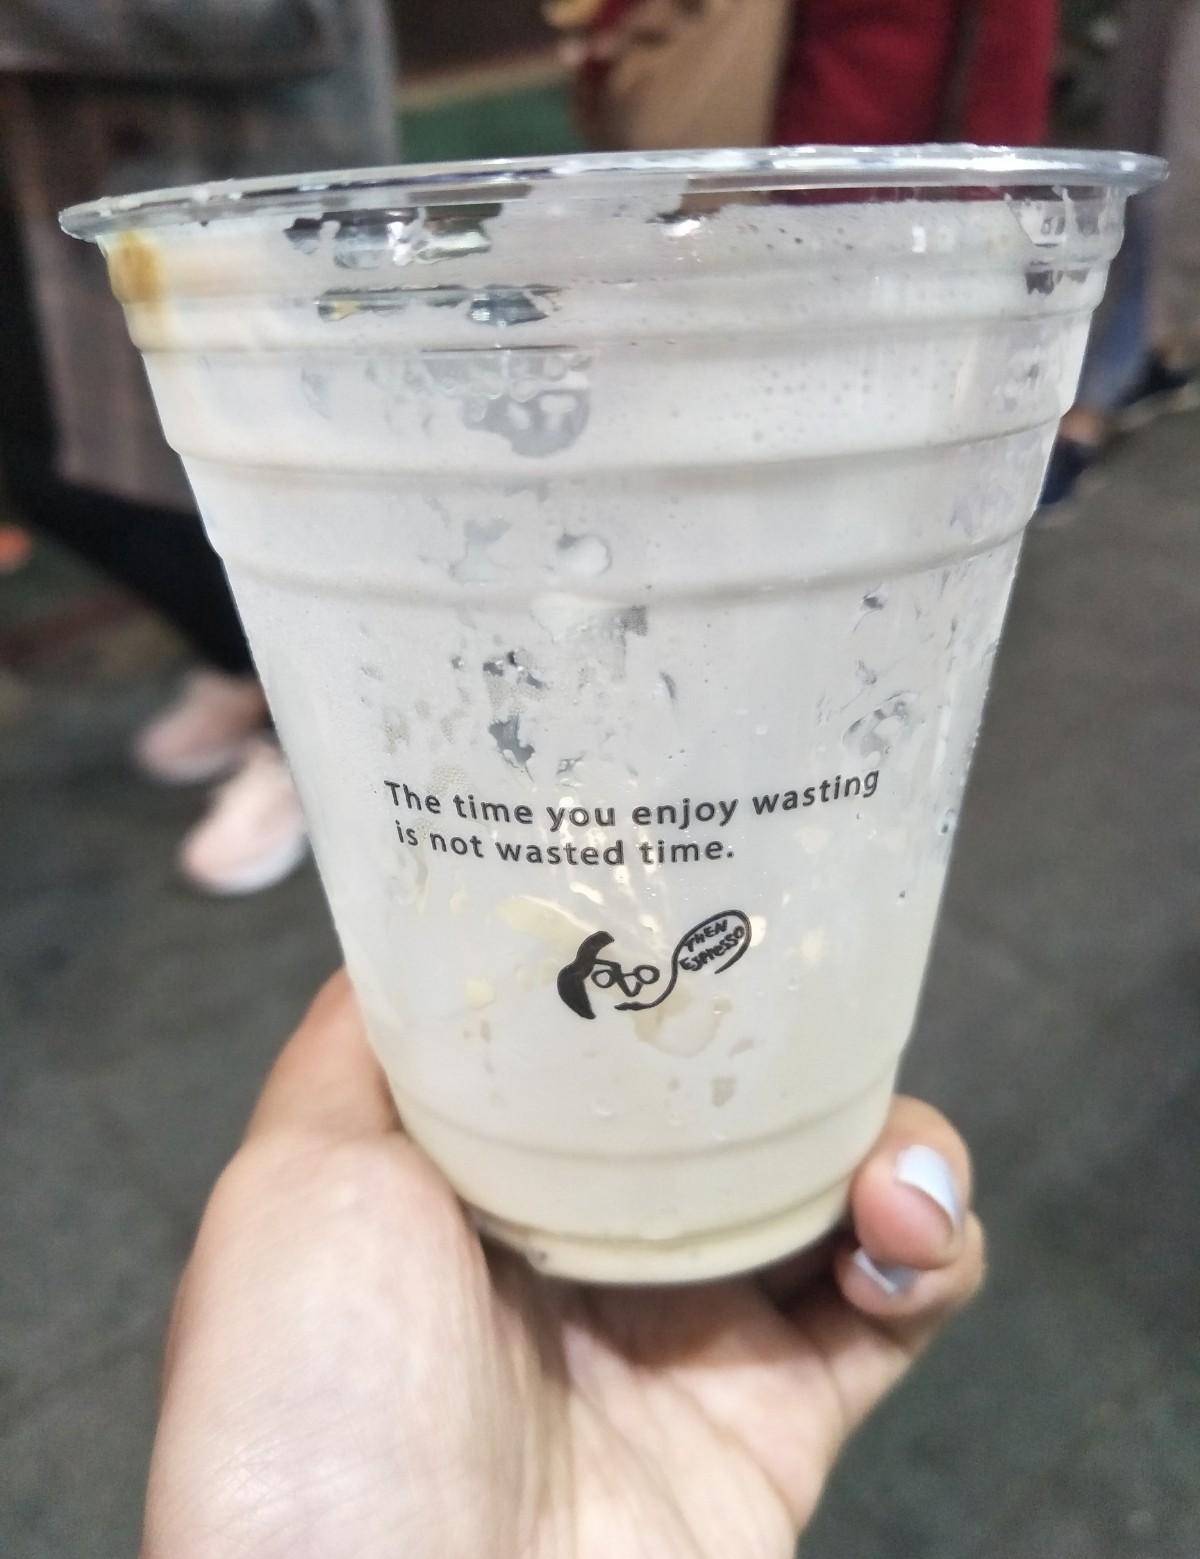 The time you enjoy wasting
is not wasted time.
THEN
EsPresso